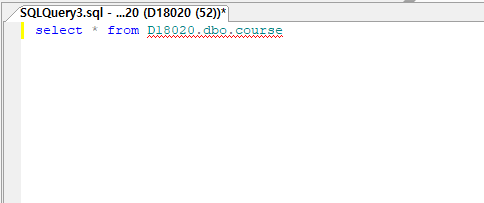 SQLQuery3.sql - ...20 (D18020 (52))*
select * from D18020.dbo.course